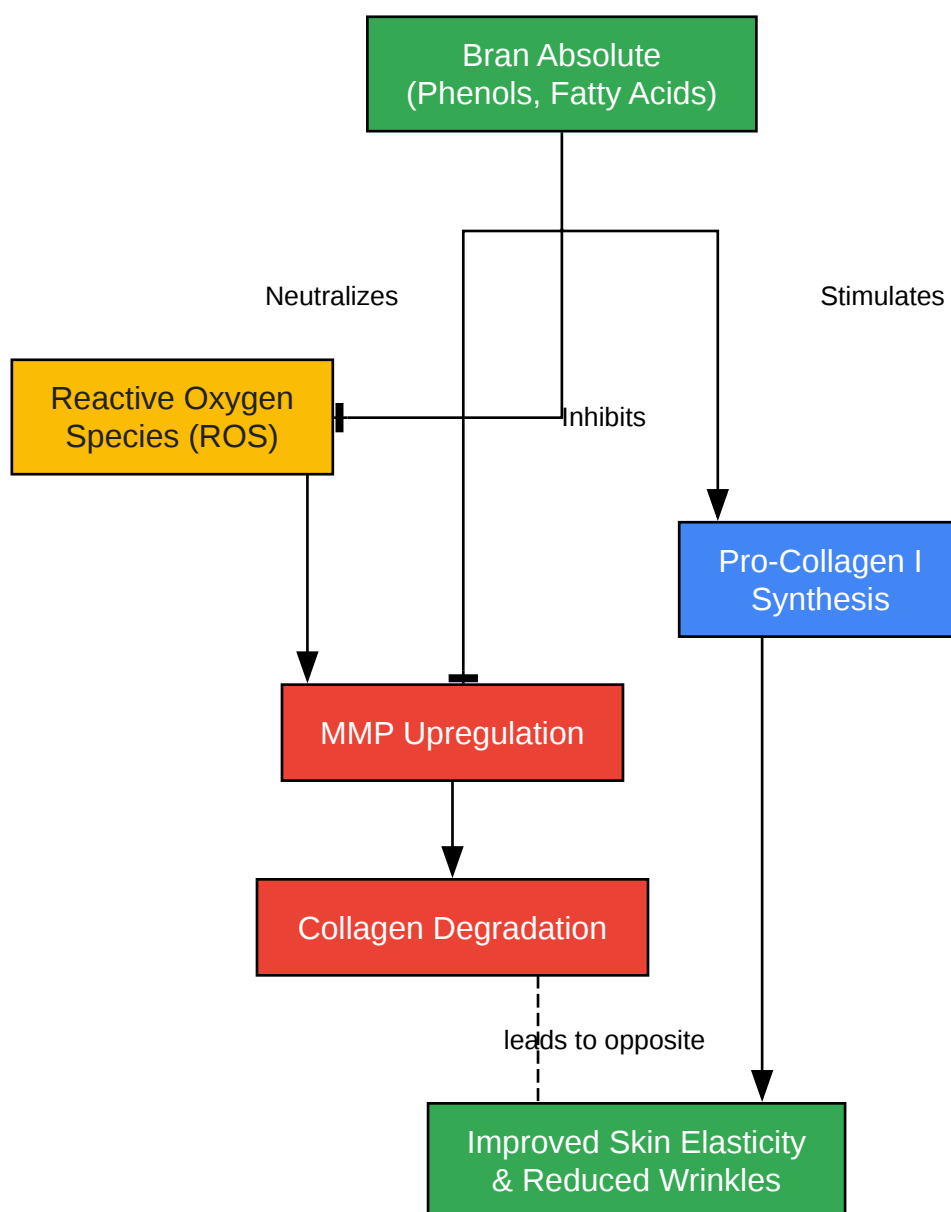 Bran Absolute
(Phenols, Fatty Acids)
Neutralizes
Stimulates
Reactive Oxygen
Species (ROS)
Inhibits
Pro-Collagen I
Synthesis
MMP Upregulation
Collagen Degradation
leads to opposite
Improved Skin Elasticity
& Reduced Wrinkles